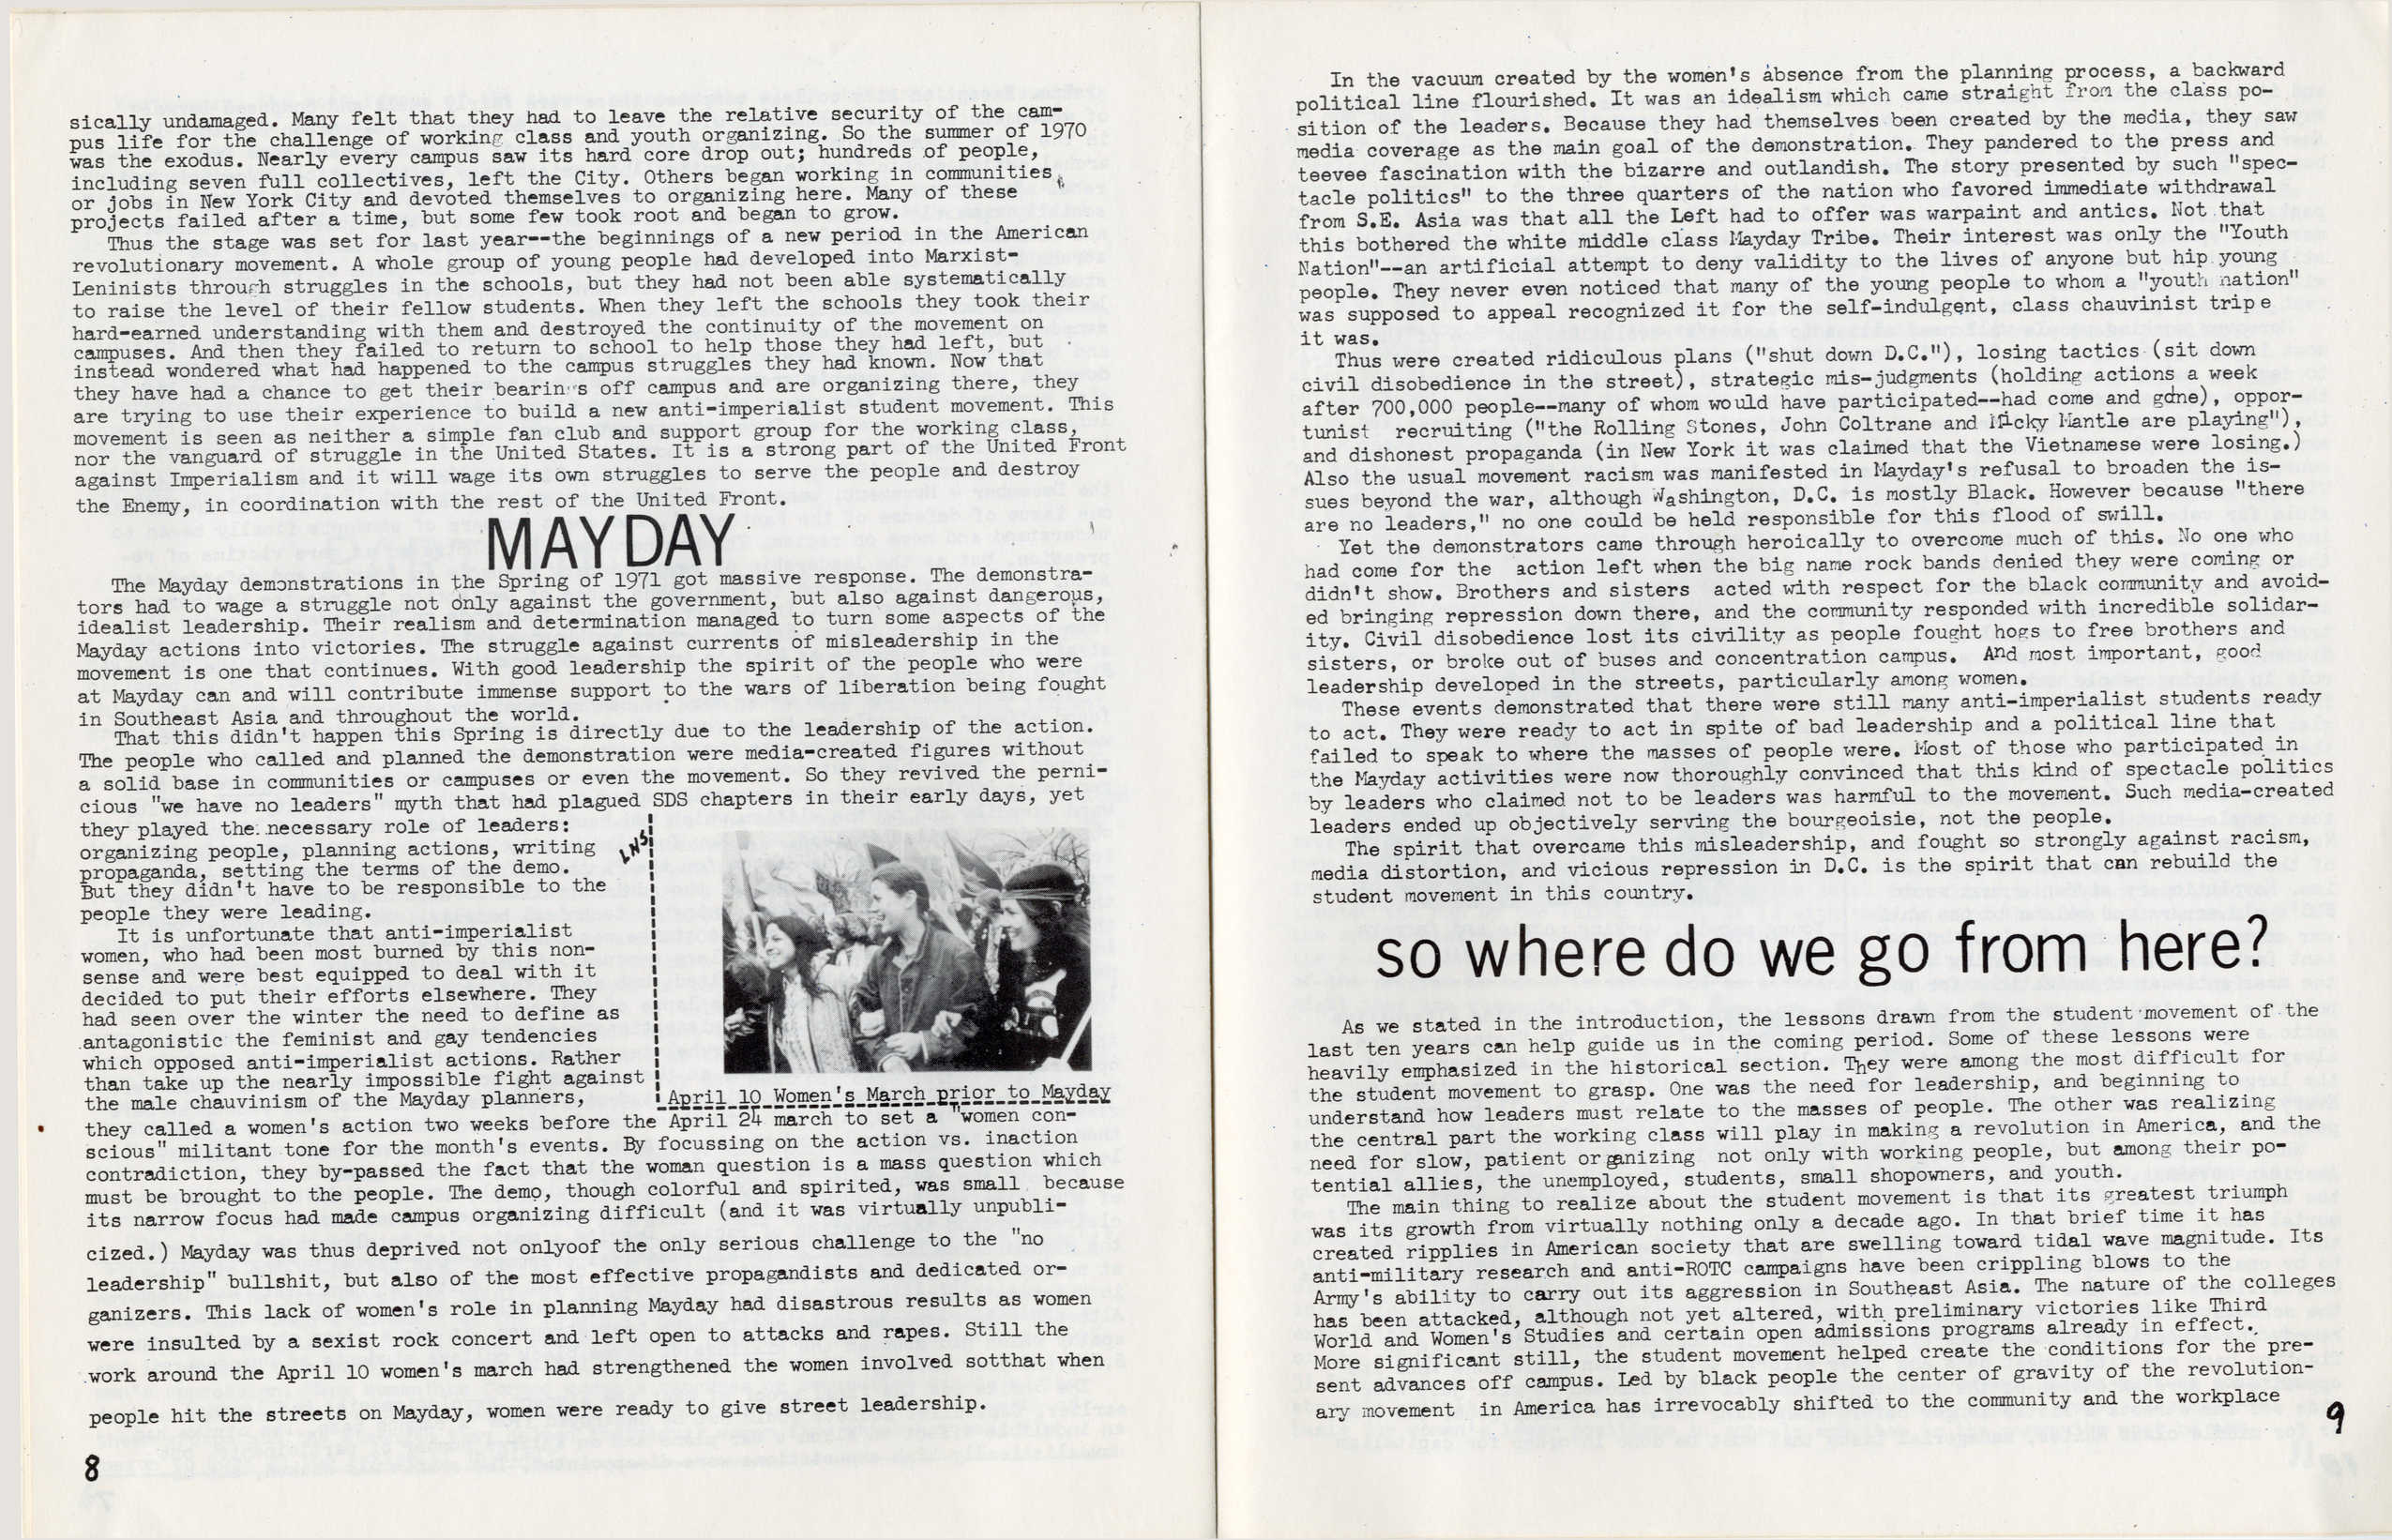 sically undamaged. Many felt that they had to leave the relative security of the cam-
pus life for the challenge of working class and youth organizing. So the summer of 1970
was the exodus. Nearly every campus saw its hard core drop out; hundreds of people,
including seven full collectives, left the City. Others began working in communities,
or jobs in New York City and devoted themselves to organizing here. Many of these
projects failed after a time, but some few took root and began to grow.
Thus the stage was set for last year--the beginnings of a new period in the American
revolutionary movement. A whole group of young people had developed into Marxist-
Leninists through struggles in the schools, but they had not been able systematically
to raise the level of their fellow students. When they left the schools they took their
hard-earned understanding with them and destroyed the continuity of the movement on
campuses. And then they failed to return to school to help those they had left, but
instead wondered what had happened to the campus struggles they had known. Now that
they have had a chance to get their bearings off campus and are organizing there, they
are trying to use their experience to build a new anti-imperialist student movement. This
movement is seen as neither a simple fan club and support group for the working class,
nor the vanguard of struggle in the United States. It is a strong part of the United Front
against Imperialism and it will wage its own struggles to serve the people and destroy
the Enemy, in coordination with the rest of the United Front.
MAYDAY
The Mayday demonstrations in the Spring of 1971 got massive response. The demonstra-
tors had to wage a struggle not only against the government, but also against dangerous,
idealist leadership. Their realism and determination managed to turn some aspects of the
Mayday actions into victories. The struggle against currents of misleadership in the
movement is one that continues. With good leadership the spirit of the people who were
at Mayday can and will contribute immense support to the wars of liberation being fought
in Southeast Asia and throughout the world.
That this didn't happen this Spring is directly due to the leadership of the action.
The people who called and planned the demonstration were media-created figures without
a solid base in communities or campuses or even the movement. So they revived the perni-
cious "we have no leaders" myth that had plagued SDS chapters in their early days, yet
they played the necessary role of leaders:
organizing people, planning actions, writing
propaganda, setting the terms of the demo.
But they didn't have to be responsible to the
people they were leading.
It is unfortunate that anti-imperialist
women, who had been most burned by this non-
sense and were best equipped to deal with it
decided to put their efforts elsewhere. They
had seen over the winter the need to define as
antagonistic the feminist and gay tendencies
which opposed anti-imperialist actions. Rather
than take up the nearly impossible fight against
the male chauvinism of the Mayday planners,
LNS
April 10 Women's March prior to Mayday
they called a women's action two weeks before the April 24 march to set a "women con-
scious" militant tone for the month's events. By focussing on the action vs. inaction
contradiction, they by-passed the fact that the woman question is a mass question which
must be brought to the people. The demo, though colorful and spirited, was small because
its narrow focus had made campus organizing difficult (and it was virtually unpubli-
cized.) Mayday was thus deprived not onlyoof the only serious challenge to the "no
leadership" bullshit, but also of the most effective propagandists and dedicated or-
ganizers. This lack of women's role in planning Mayday had disastrous results as women
were insulted by a sexist rock concert and left open to attacks and rapes. Still the
work around the April 10 women's march had strengthened the women involved sotthat when
people hit the streets on Mayday, women were ready to give street leadership.
8
In the vacuum created by the women's absence from the planning process, a backward
political line flourished. It was an idealism which came straight from the class po-
sition of the leaders. Because they had themselves been created by the media, they saw
media coverage as the main goal of the demonstration. They pandered to the press and
teevee fascination with the bizarre and outlandish. The story presented by such "spec-
tacle politics" to the three quarters of the nation who favored immediate withdrawal
from S.E. Asia was that all the Left had to offer was warpaint and antics. Not that
this bothered the white middle class Mayday Tribe. Their interest was only the "Youth
Nation"--an artificial attempt to deny validity to the lives of anyone but hip young
people. They never even noticed that many of the young people to whom a "youth nation"
was supposed to appeal recognized it for the self-indulgent, class chauvinist tripe
it was.
Thus were created ridiculous plans ("shut down D.C."), losing tactics (sit down
civil disobedience in the street), strategic mis-judgments (holding actions a week
after 700,000 people--many of whom would have participated--had come and gone), oppor-
tunist recruiting ("the Rolling Stones, John Coltrane and Micky Mantle are playing"),
and dishonest propaganda (in New York it was claimed that the Vietnamese were losing.)
Also the usual movement racism was manifested in Mayday's refusal to broaden the is-
sues beyond the war, although Washington, D.C. is mostly Black. However because "there
are no leaders," no one could be held responsible for this flood of swill.
Yet the demonstrators came through heroically to overcome much of this. No one who
had come for the action left when the big name rock bands denied they were coming or
didn't show. Brothers and sisters acted with respect for the black community and avoid-
ed bringing repression down there, and the community responded with incredible solidar-
ity. Civil disobedience lost its civility as people fought hogs to free brothers and
sisters, or broke out of buses and concentration campus. And most important, good
leadership developed in the streets, particularly among women.
These events demonstrated that there were still many anti-imperialist students ready
to act. They were ready to act in spite of bad leadership and a political line that
failed to speak to where the masses of people were. Most of those who participated in
the Mayday activities were now thoroughly convinced that this kind of spectacle politics
by leaders who claimed not to be leaders was harmful to the movement. Such media-created
leaders ended up objectively serving the bourgeoisie, not the people.
The spirit that overcame this misleadership, and fought so strongly against racism,
media distortion, and vicious repression in D.C. is the spirit that can rebuild the
student movement in this country.
so where do we go from here?
As we stated in the introduction, the lessons drawn from the student movement of the
last ten years can help guide us in the coming period. Some of these lessons were
heavily emphasized in the historical section. They were among the most difficult for
the student movement to grasp. One was the need for leadership, and beginning to
understand how leaders must relate to the masses of people. The other was realizing
the central part the working class will play in making a revolution in America, and the
need for slow, patient organizing not only with working people, but among their po-
tential allies, the unemployed, students, small shopowners, and youth.
The main thing to realize about the student movement is that its greatest triumph
was its growth from virtually nothing only a decade ago. In that brief time it has
created ripplies in American society that are swelling toward tidal wave magnitude. Its
anti-military research and anti-ROTC campaigns have been crippling blows to the
Army's ability to carry out its aggression in Southeast Asia. The nature of the colleges
has been attacked, although not yet altered, with preliminary victories like Third
World and Women's Studies and certain open admissions programs already in effect.
More significant still, the student movement helped create the conditions for the pre-
sent advances off campus. Led by black people the center of gravity of the revolution-
ary movement in America has irrevocably shifted to the community and the workplace
9